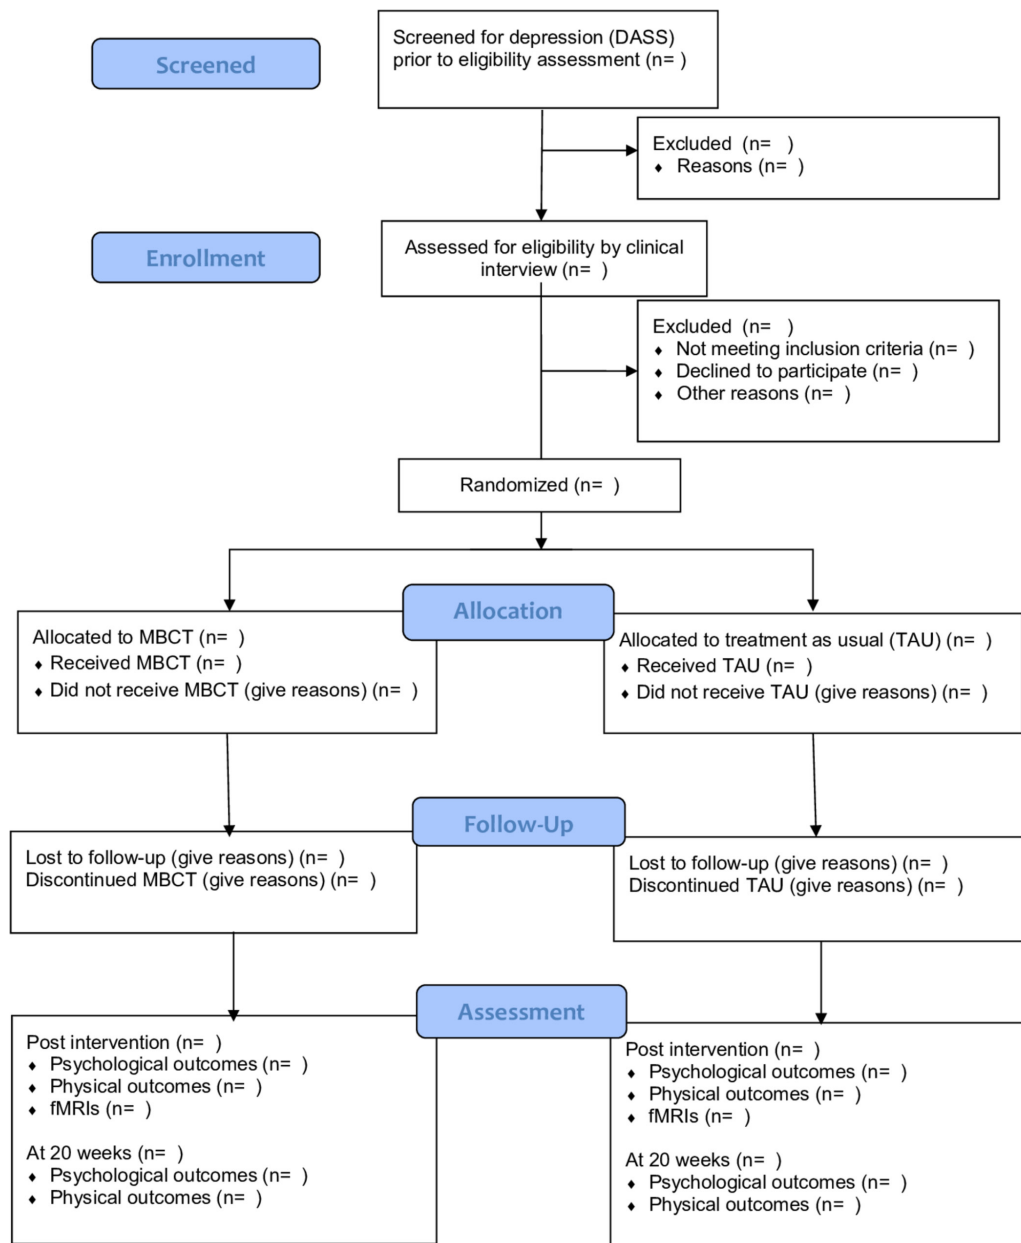 Screened
Screened for depression (DASS)
prior to eligibility assessment (n= )
Excluded (n= )
♦ Reasons (n= )
Enrollment
Assessed for eligibility by clinical
interview (n= )
Excluded (n= )
♦ Not meeting inclusion criteria (n= )
♦ Declined to participate (n= )
♦ Other reasons (n= )
Randomized (n= )
Allocation
Allocated to MBCT (n= )
♦ Received MBCT (n= )
♦ Did not receive MBCT (give reasons) (n= )
Allocated to treatment as usual (TAU) (n= )
♦ Received TAU (n= )
♦ Did not receive TAU (give reasons) (n= )
Follow-Up
Lost to follow-up (give reasons) (n= )
Discontinued MBCT (give reasons) (n= )
Lost to follow-up (give reasons) (n= )
Discontinued TAU (give reasons) (n= )
Assessment
Post intervention (n= )
♦ Psychological outcomes (n= )
♦ Physical outcomes (n= )
♦ fMRIs (n= )
At 20 weeks (n= )
♦ Psychological outcomes (n= )
♦ Physical outcomes (n= )
Post intervention (n= )
♦ Psychological outcomes (n= )
♦ Physical outcomes (n= )
♦ fMRIs (n= )
At 20 weeks (n= )
♦ Psychological outcomes (n= )
♦ Physical outcomes (n= )